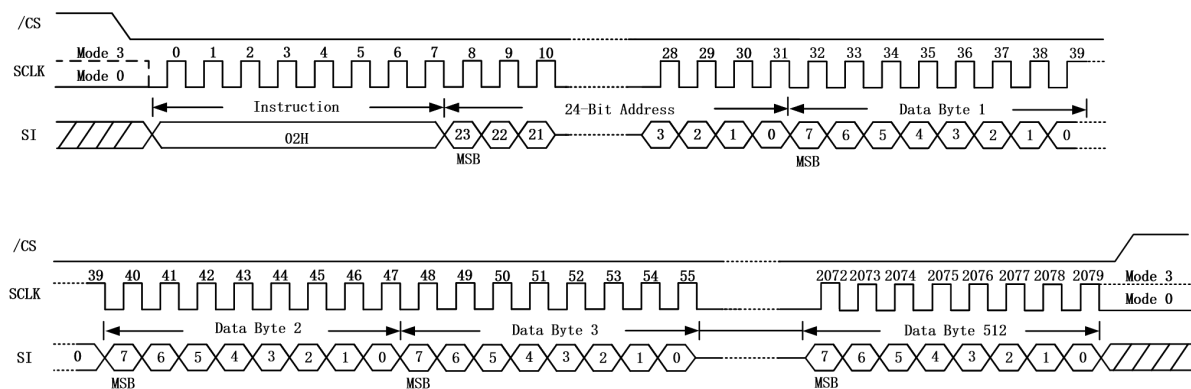 /CS
Mode 3 0 1 2 3 4 5 6 7 8 9 10 28 29 30 31 32 33 34 35 36 37 38 39
SCLK
Mode 0
Instruction 24-Bit Address Data Byte 1
SI 02H 23 22 21 3 2 1 0 7 6 5 4 3 2 1 0
MSB MSB
/CS
39 40 41 42 43 44 45 46 47 48 49 50 51 52 53 54 55 2072 2073 2074 2075 2076 2077 2078 2079 Mode 3
SCLK Mode 0
Data Byte 2 Data Byte 3 Data Byte 512
SI 0 7 6 5 4 3 2 1 0 7 6 5 4 3 2 1 0 7 6 5 4 3 2 1 0
MSB MSB MSB